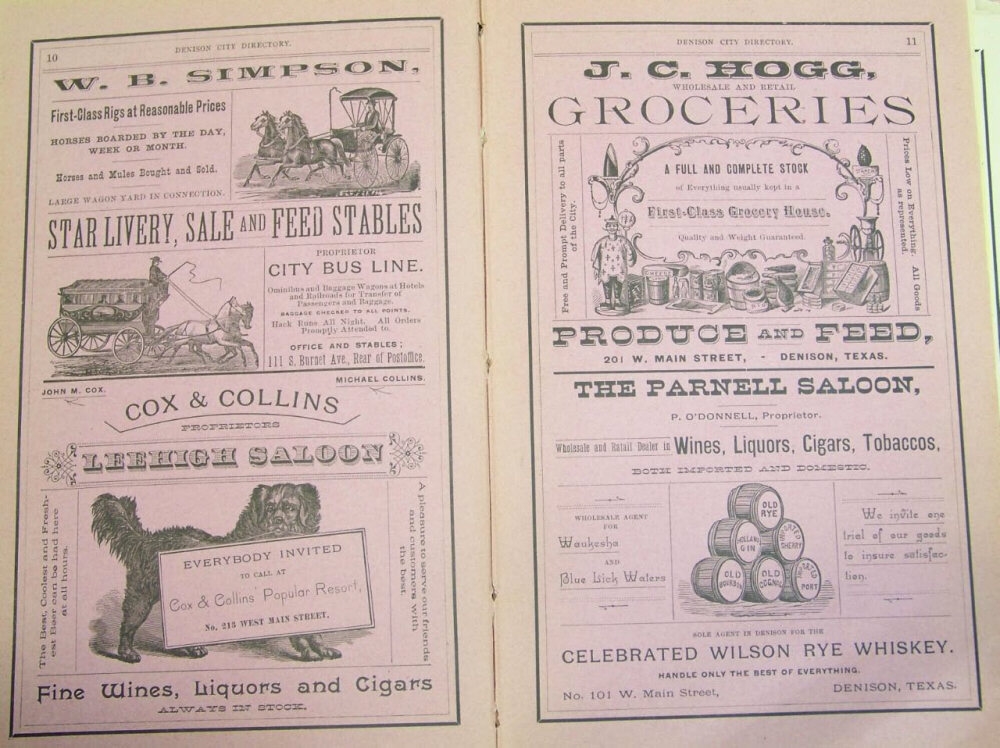 10
DENISON CITY DIRECTORY.
W. B. SIMPSON,
First-Class Rigs at Reasonable Prices
HORSES BOARDED BY THE DAY,
WEEK OR MONTH.
Horses and Mules Bought and Sold.
LARGE WAGON YARD IN CONNECTION.
STAR LIVERY, SALE AND FEED STABLES
PROPRIETOR
CITY BUS LINE.
Ominibus and Baggage Wagons at Hotels
and Railroads for Transfer of
Passengers and Baggage.
BAGGAGE CHECKED TO ALL POINTS.
Hack Runs All Night. All Orders
Promptly Attended to.
OFFICE AND STABLES;
111 S. Burnet Ave., Rear of Postoffice.
JOHN M. COX.
MICHAEL COLLINS.
COX & COLLINS
PROPRIETORS
LEEHIGH SALOON
The Best, Coolest and Fresh-
est Beer can be had here
at all hours.
EVERYBODY INVITED
TO CALL AT
Cox & Collins' Popular Resort,
No. 213 WEST MAIN STREET.
A pleasure to serve our friends
and customers with
the best.
Fine Wines, Liquors and Cigars
ALWAYS IN STOCK.
DENISON CITY DIRECTORY.
11
J. C. HOGG,
WHOLESALE AND RETAIL
GROCERIES
Free and Prompt Delivery to all parts
of the City.
A FULL AND COMPLETE STOCK
of Everything usually kept in a
First-Class Grocery House.
Quality and Weight Guaranteed.
CHEESE
Prices Low on Everything. All Goods
as represented.
PRODUCE AND FEED,
201 W. MAIN STREET, - DENISON, TEXAS.
THE PARNELL SALOON,
P. O'DONNELL, Proprietor.
Wholesale and Retail Dealer in Wines, Liquors, Cigars, Tobaccos,
BOTH IMPORTED AND DOMESTIC.
WHOLESALE AGENT
FOR
Waukesha
AND
Blue Lick Waters
OLD RYE
HOLLAND GIN
IMPORTED SHERRY
OLD BOURBON
OLD COGNAC
IMPORTED PORT
We invite one
trial of our goods
to insure satisfac-
tion.
SOLE AGENT IN DENISON FOR THE
CELEBRATED WILSON RYE WHISKEY.
HANDLE ONLY THE BEST OF EVERYTHING.
No. 101 W. Main Street,
DENISON, TEXAS.